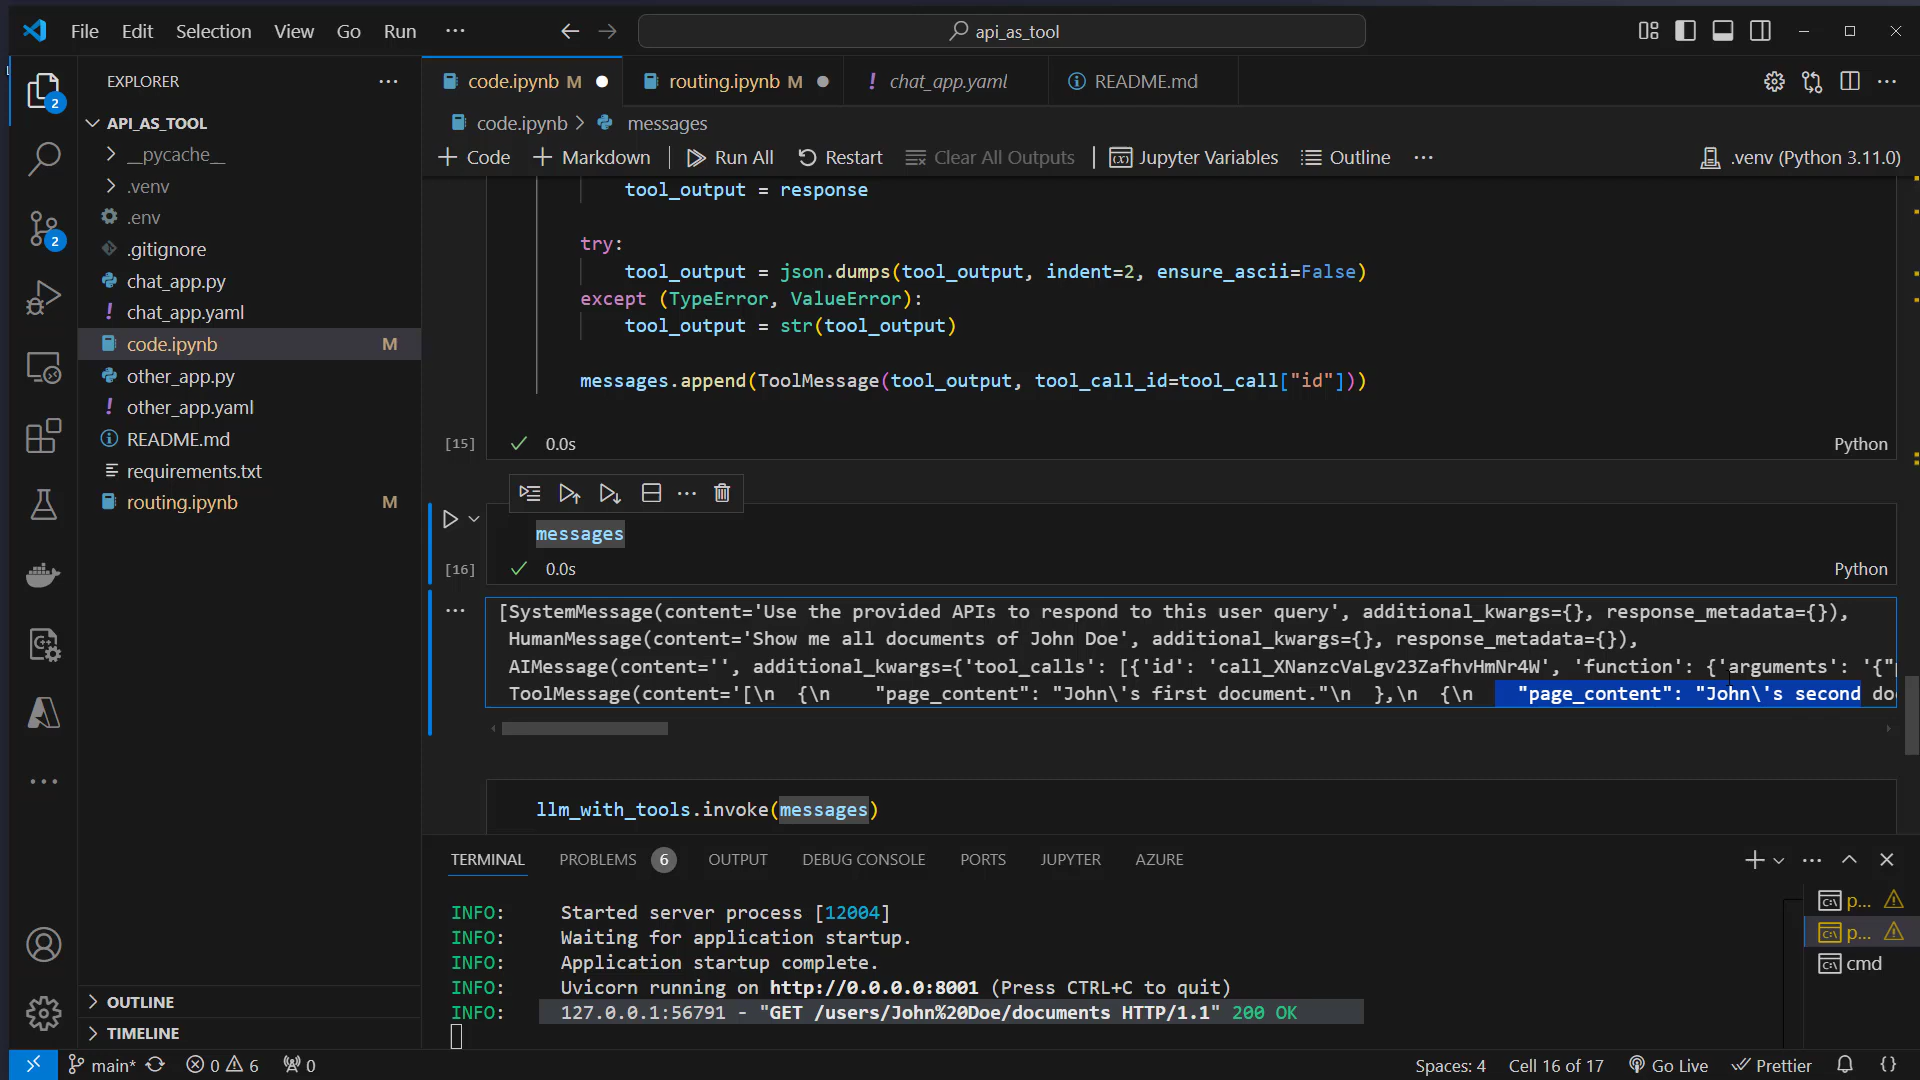 File Edit Selection View Go Run ··· api_as_tool
EXPLORER ···
code.ipynb M routing.ipynb M chat_app.yaml README.md
2
API_AS_TOOL
code.ipynb > messages
__pycache__
+ Code + Markdown Run All Restart Clear All Outputs Jupyter Variables Outline ··· .venv (Python 3.11.0)
.venv
.env
.gitignore
chat_app.py
chat_app.yaml
code.ipynb M
other_app.py
other_app.yaml
README.md
requirements.txt
routing.ipynb M
2
OUTLINE
TIMELINE
tool_output = response
try:
tool_output = json.dumps(tool_output, indent=2, ensure_ascii=False)
except (TypeError, ValueError):
tool_output = str(tool_output)
messages.append(ToolMessage(tool_output, tool_call_id=tool_call["id"]))
[15] 0.0s Python
messages
[16] 0.0s Python
[SystemMessage(content='Use the provided APIs to respond to this user query', additional_kwargs={}, response_metadata={}),
HumanMessage(content='Show me all documents of John Doe', additional_kwargs={}, response_metadata={}),
AIMessage(content='', additional_kwargs={'tool_calls': [{'id': 'call_XNanzcVaLgv23ZafhvHmNr4W', 'function': {'arguments': '{"
ToolMessage(content='[\n {\n "page_content": "John\'s first document."\n },\n {\n "page_content": "John\'s second do
llm_with_tools.invoke(messages)
TERMINAL PROBLEMS 6 OUTPUT DEBUG CONSOLE PORTS JUPYTER AZURE
INFO: Started server process [12004]
INFO: Waiting for application startup.
INFO: Application startup complete.
INFO: Uvicorn running on http://0.0.0.0:8001 (Press CTRL+C to quit)
INFO: 127.0.0.1:56791 - "GET /users/John%20Doe/documents HTTP/1.1" 200 OK
p...
p...
cmd
main* 0 6 0 Spaces: 4 Cell 16 of 17 Go Live Prettier